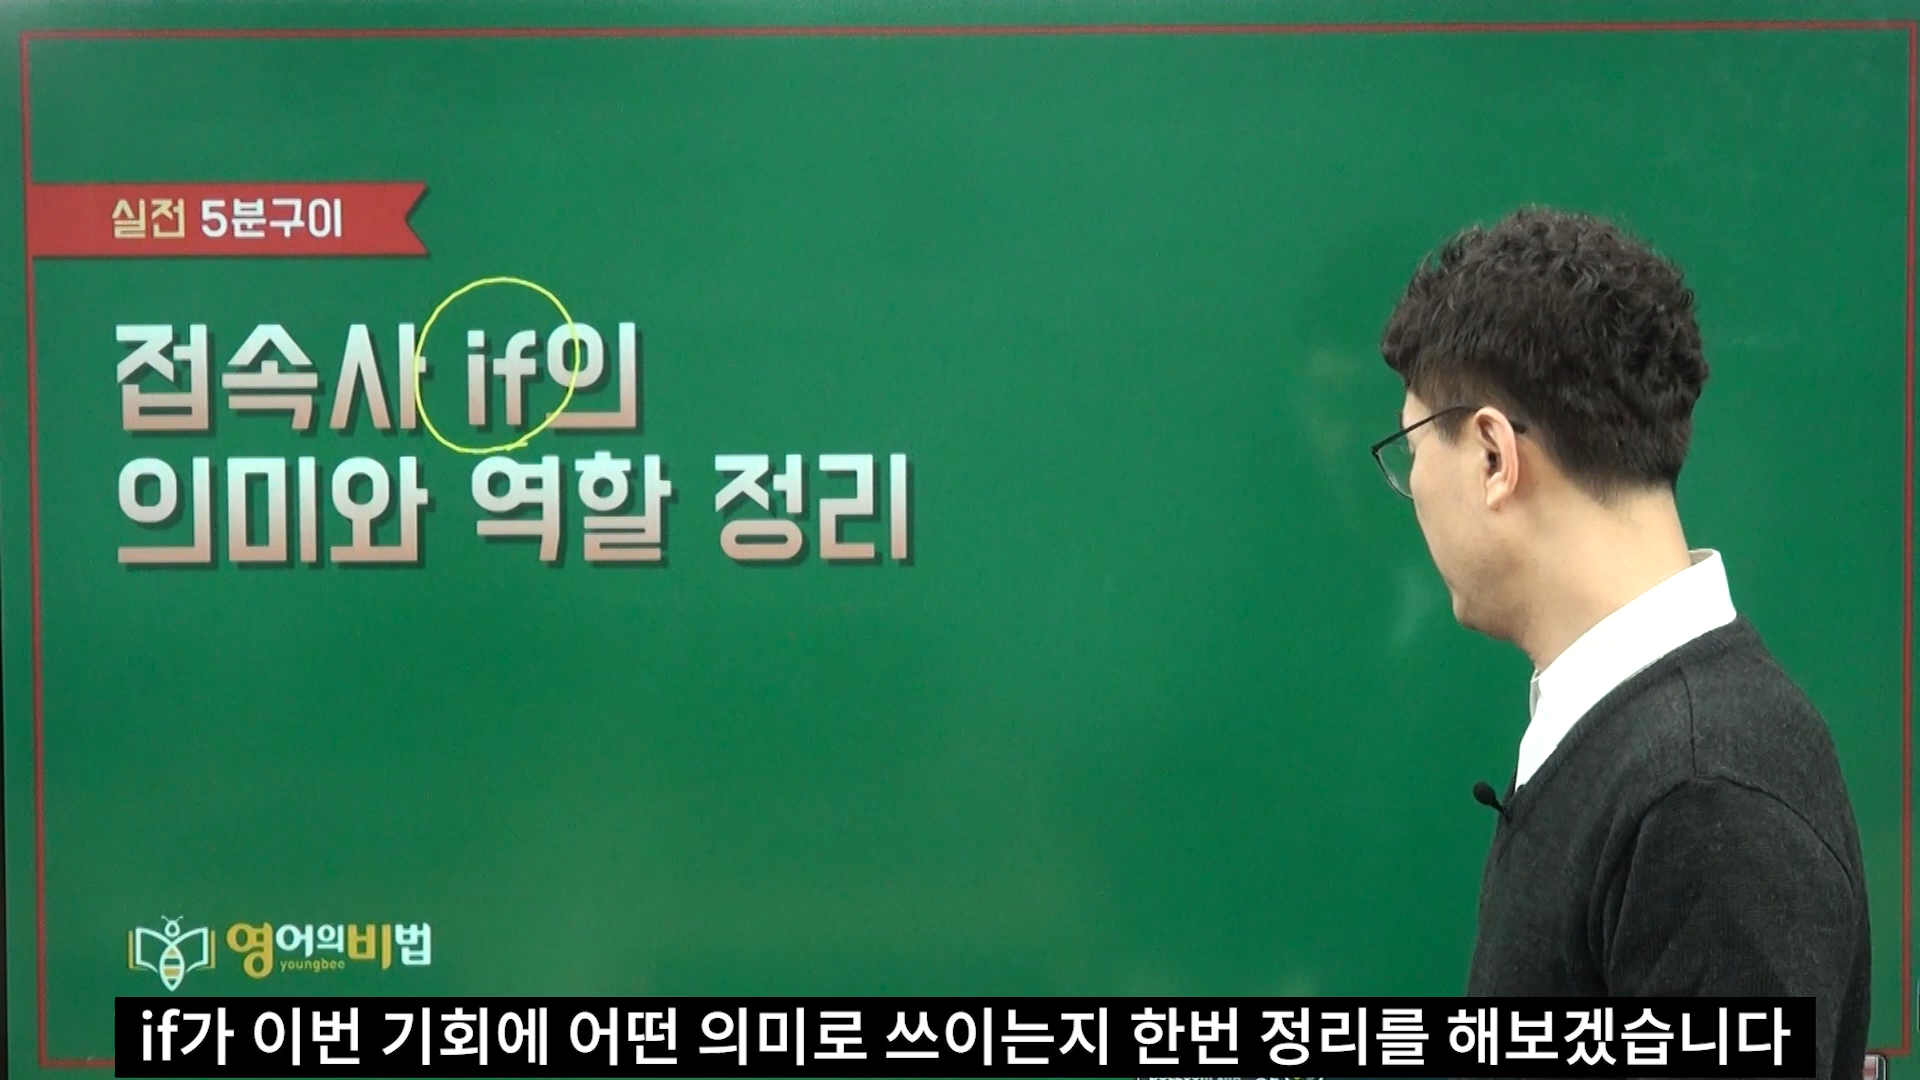 실전 5분구이
접속사 if의
의미와 역할 정리
영어의비법
youngbee
if가 이번 기회에 어떤 의미로 쓰이는지 한번 정리를 해보겠습니다